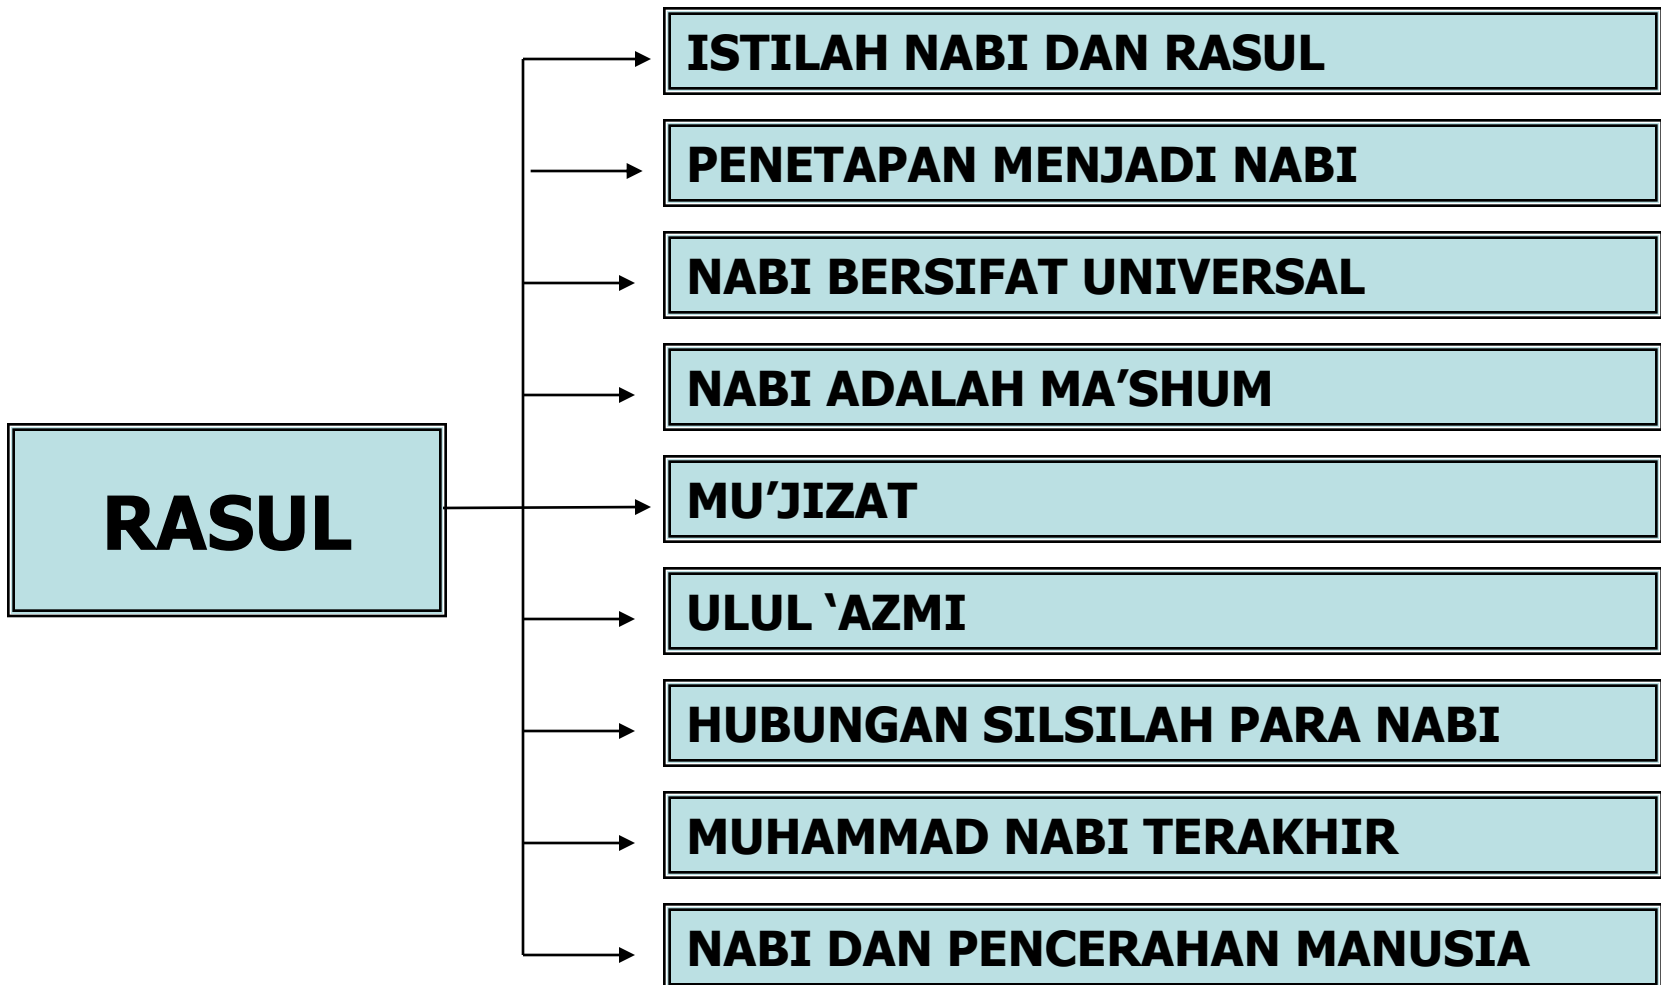 RASUL
ISTILAH NABI DAN RASUL
PENETAPAN MENJADI NABI
NABI BERSIFAT UNIVERSAL
NABI ADALAH MA’SHUM
MU’JIZAT
ULUL ‘AZMI
HUBUNGAN SILSILAH PARA NABI
MUHAMMAD NABI TERAKHIR
NABI DAN PENCERAHAN MANUSIA